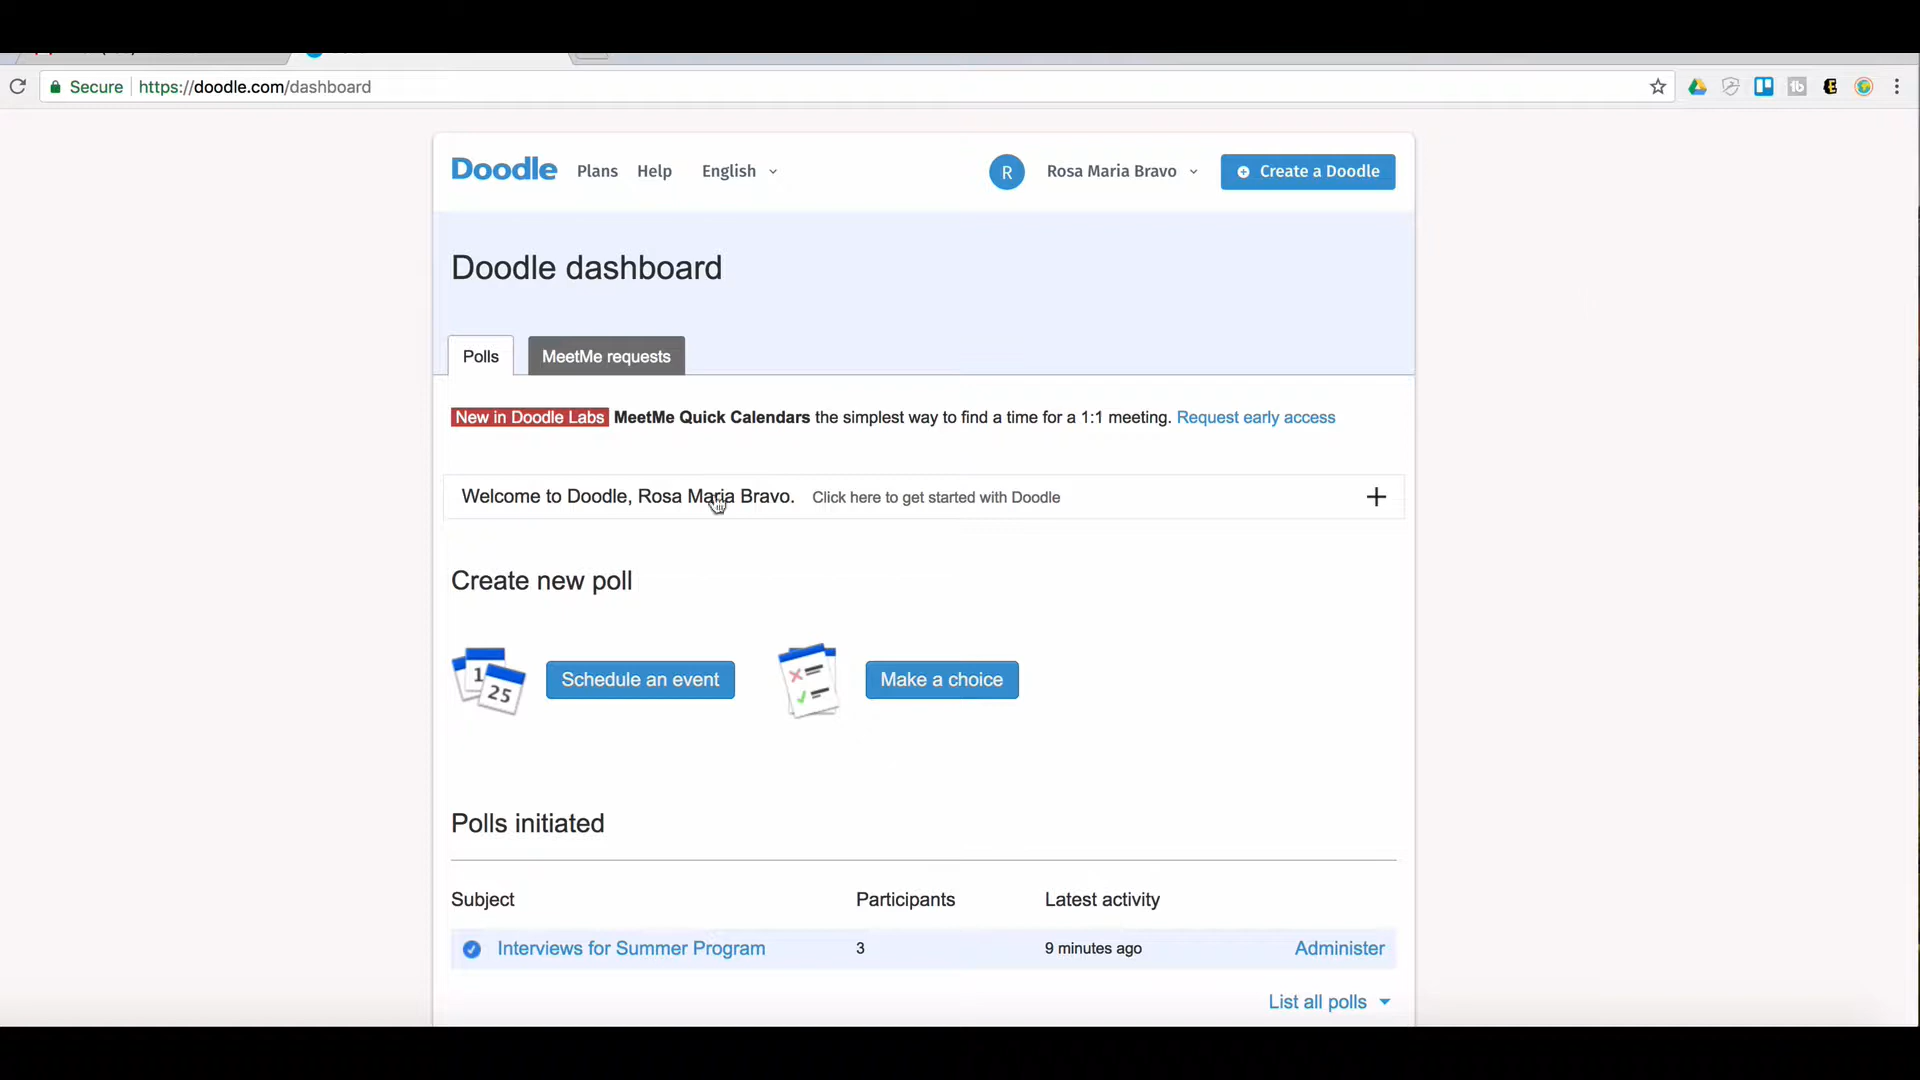 Secure https://doodle.com/dashboard
Doodle Plans Help English R Rosa Maria Bravo Create a Doodle
Doodle dashboard
Polls MeetMe requests
New in Doodle Labs MeetMe Quick Calendars the simplest way to find a time for a 1:1 meeting. Request early access
Welcome to Doodle, Rosa Maria Bravo. Click here to get started with Doodle
Create new poll
1 25 Schedule an event Make a choice
Polls initiated
Subject Participants Latest activity
Interviews for Summer Program 3 9 minutes ago Administer
List all polls